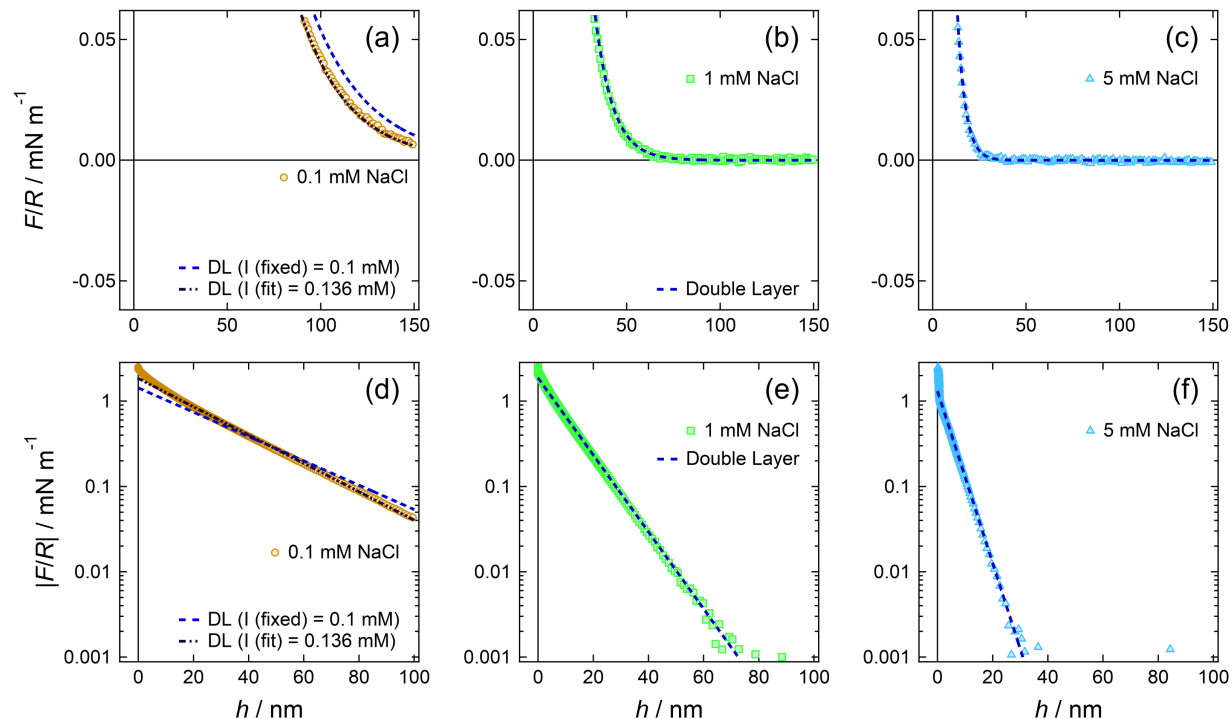 (a)
0.05
0.00
-0.05
F/R / mN m⁻¹
0.1 mM NaCl
DL (I (fixed) = 0.1 mM)
DL (I (fit) = 0.136 mM)
0
50
100
150
(b)
0.05
0.00
-0.05
1 mM NaCl
Double Layer
0
50
100
150
(c)
0.05
0.00
-0.05
5 mM NaCl
0
50
100
150
(d)
1
0.1
0.01
0.001
|F/R| / mN m⁻¹
0.1 mM NaCl
DL (I (fixed) = 0.1 mM)
DL (I (fit) = 0.136 mM)
0
20
40
60
80
100
h / nm
(e)
1
0.1
0.01
0.001
1 mM NaCl
Double Layer
0
20
40
60
80
100
h / nm
(f)
1
0.1
0.01
0.001
5 mM NaCl
0
20
40
60
80
100
h / nm